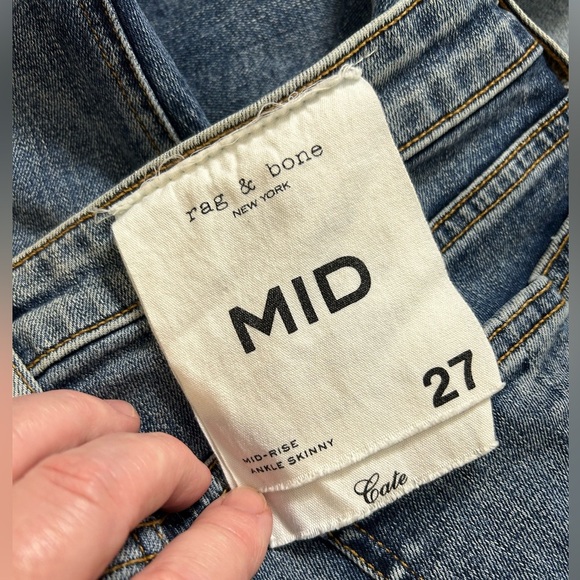 rag & bone
NEW YORK
MID
27
MID-RISE
ANKLE SKINNY
Cate